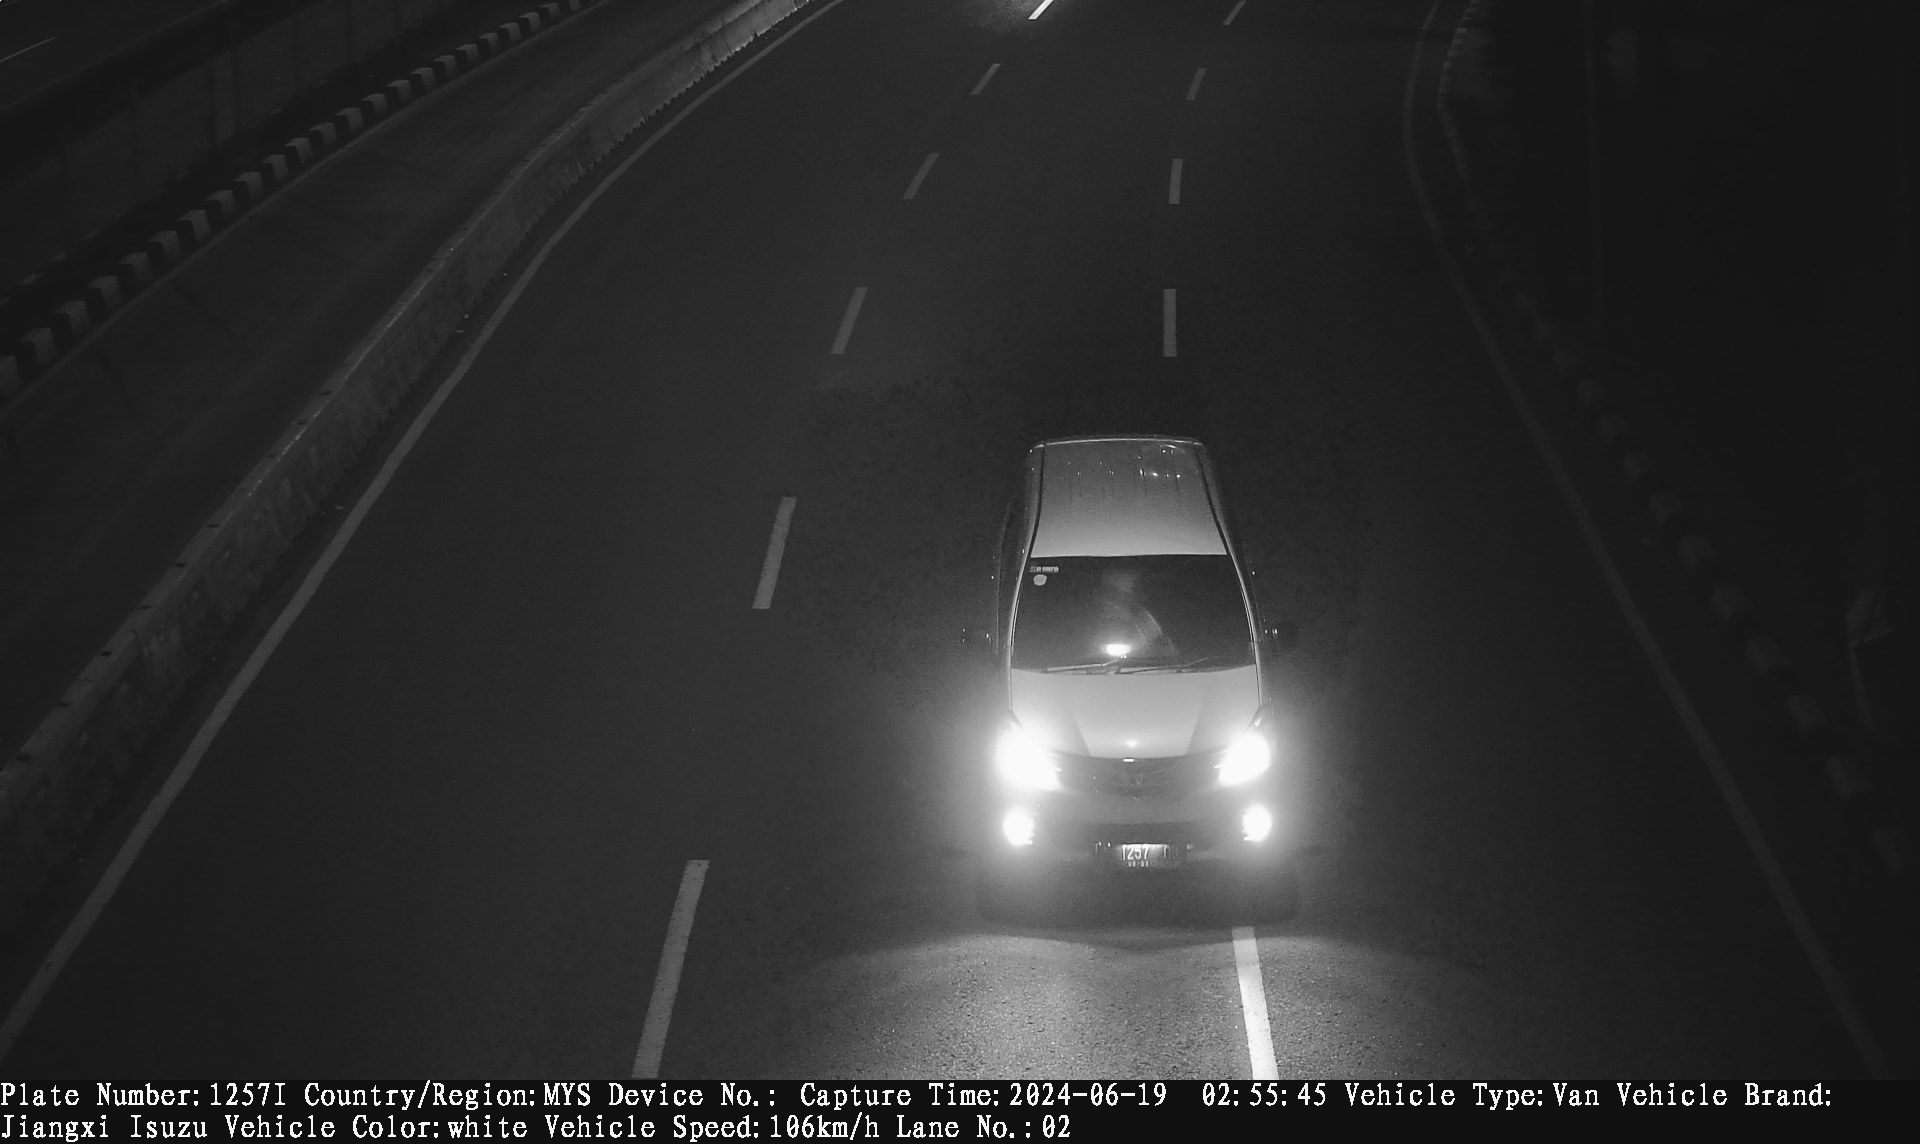 1257
Plate Number:1257I Country/Region:MYS Device No.: Capture Time:2024-06-19 02:55:45 Vehicle Type:Van Vehicle Brand:
Jiangxi Isuzu Vehicle Color:white Vehicle Speed:106km/h Lane No.:02